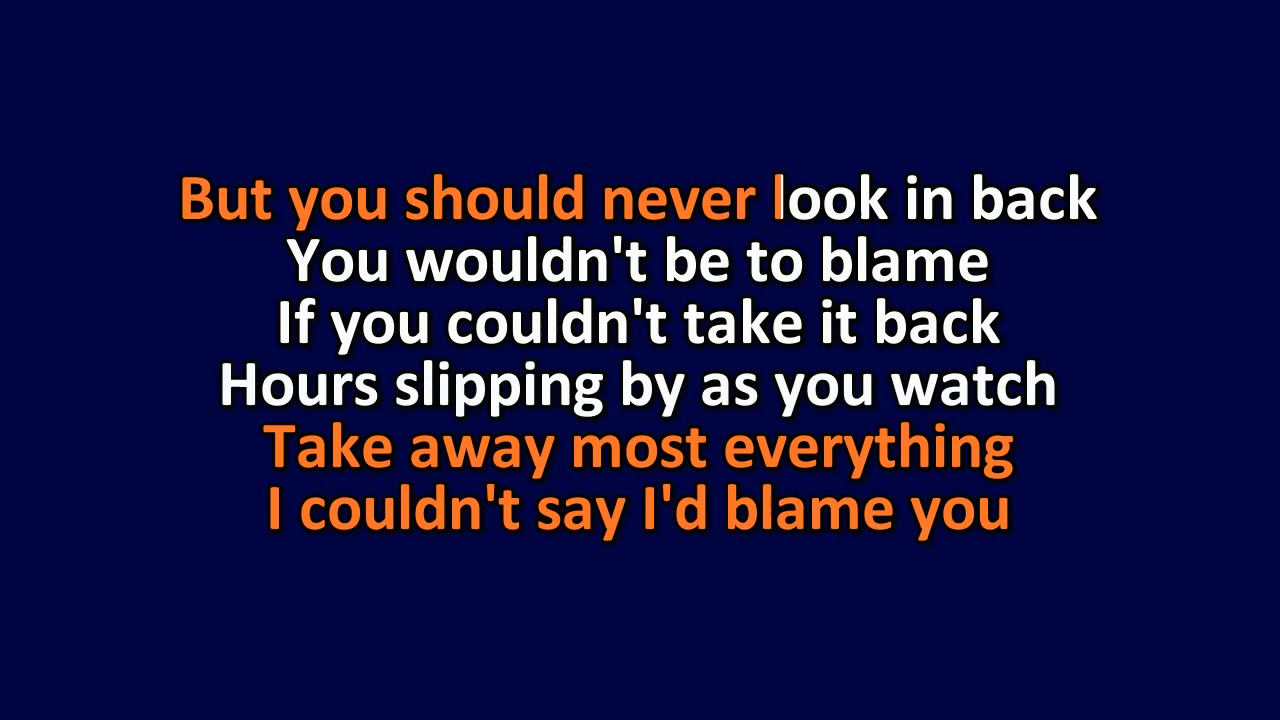 But you should never look in back
You wouldn't be to blame
If you couldn't take it back
Hours slipping by as you watch
Take away most everything
I couldn't say I'd blame you